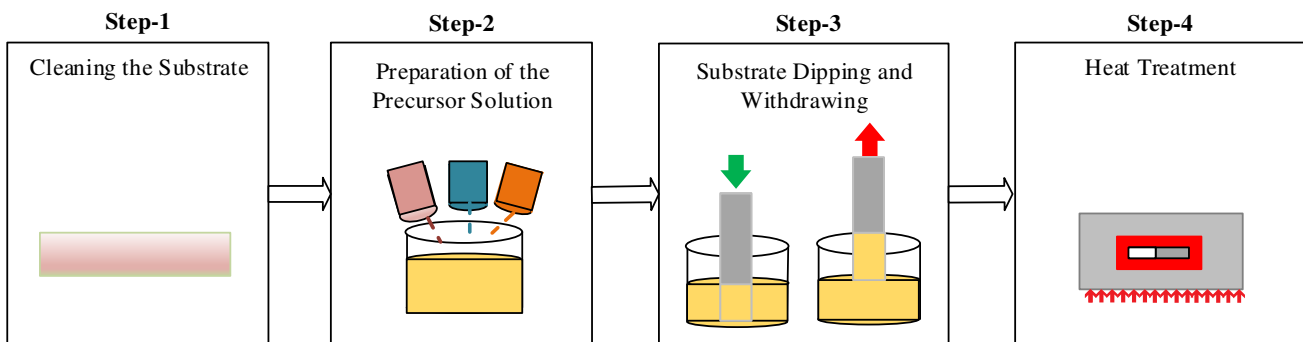 Step-1
Cleaning the Substrate
Step-2
Preparation of the
Precursor Solution
Step-3
Substrate Dipping and
Withdrawing
Step-4
Heat Treatment